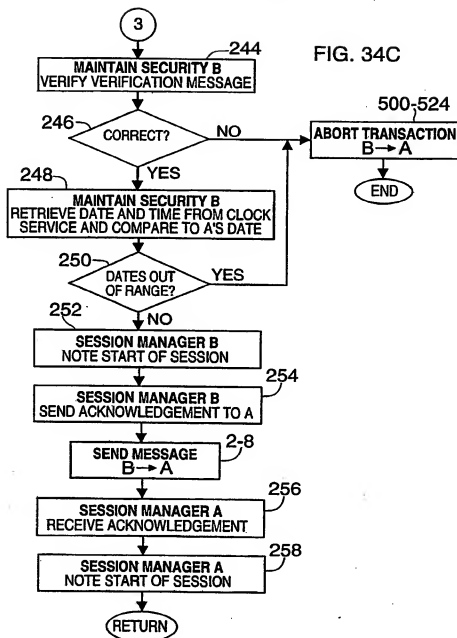 3
244
FIG. 34C
MAINTAIN SECURITY B
VERIFY VERIFICATION MESSAGE
246
CORRECT?
NO
500-524
ABORT TRANSACTION
B→A
END
YES
248
MAINTAIN SECURITY B
RETRIEVE DATE AND TIME FROM CLOCK
SERVICE AND COMPARE TO A'S DATE
250
DATES OUT
OF RANGE?
YES
252
NO
SESSION MANAGER B
NOTE START OF SESSION
254
SESSION MANAGER B
SEND ACKNOWLEDGEMENT TO A
2-8
SEND MESSAGE
B→A
256
SESSION MANAGER A
RECEIVE ACKNOWLEDGEMENT
258
SESSION MANAGER A
NOTE START OF SESSION
RETURN